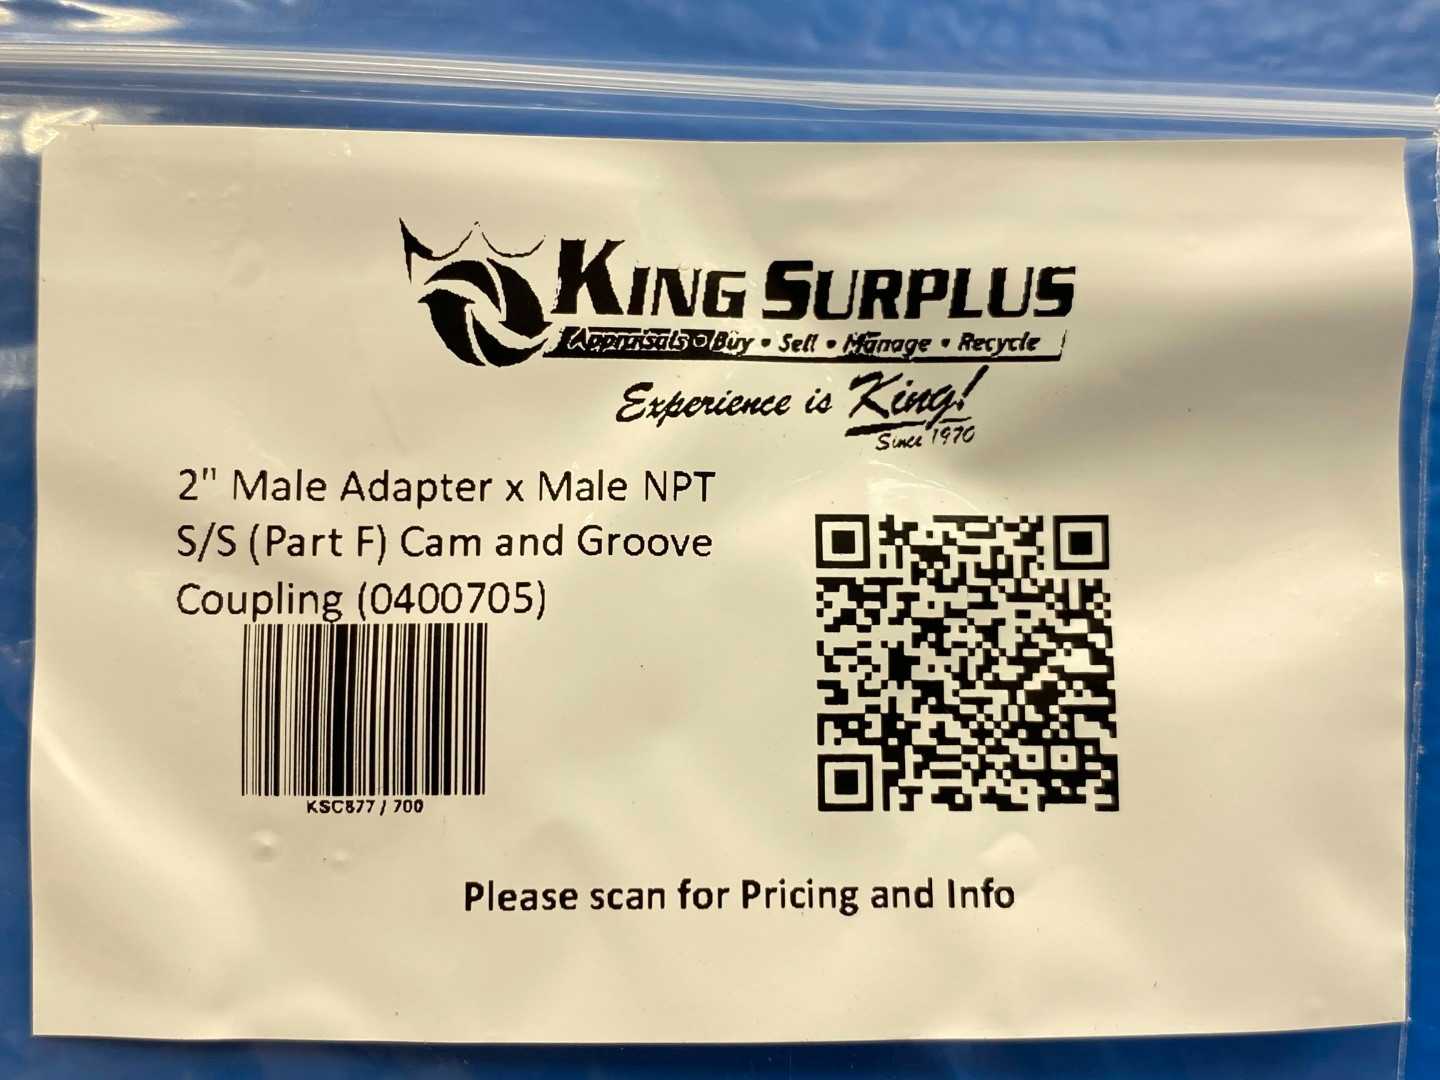 KING SURPLUS
Appraisals • Buy • Sell • Manage • Recycle
Experience is King!
Since 1970
2" Male Adapter x Male NPT
S/S (Part F) Cam and Groove
Coupling (0400705)
KSC877 / 700
Please scan for Pricing and Info